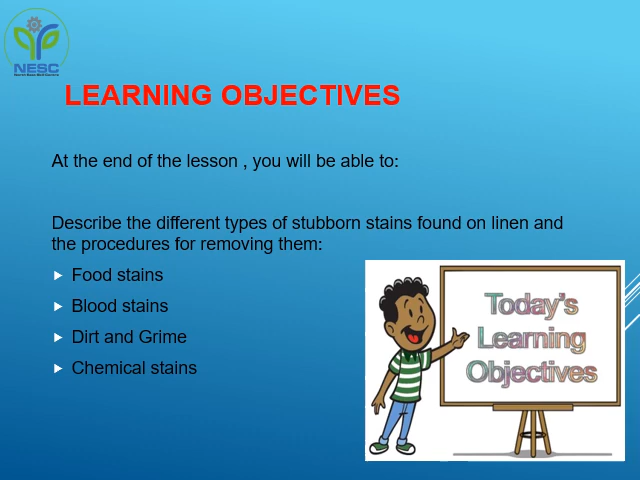 NESC
LEARNING OBJECTIVES
At the end of the lesson , you will be able to:
Describe the different types of stubborn stains found on linen and
the procedures for removing them:
Food stains
Blood stains
Dirt and Grime
Chemical stains
Today's
Learning
Objectives